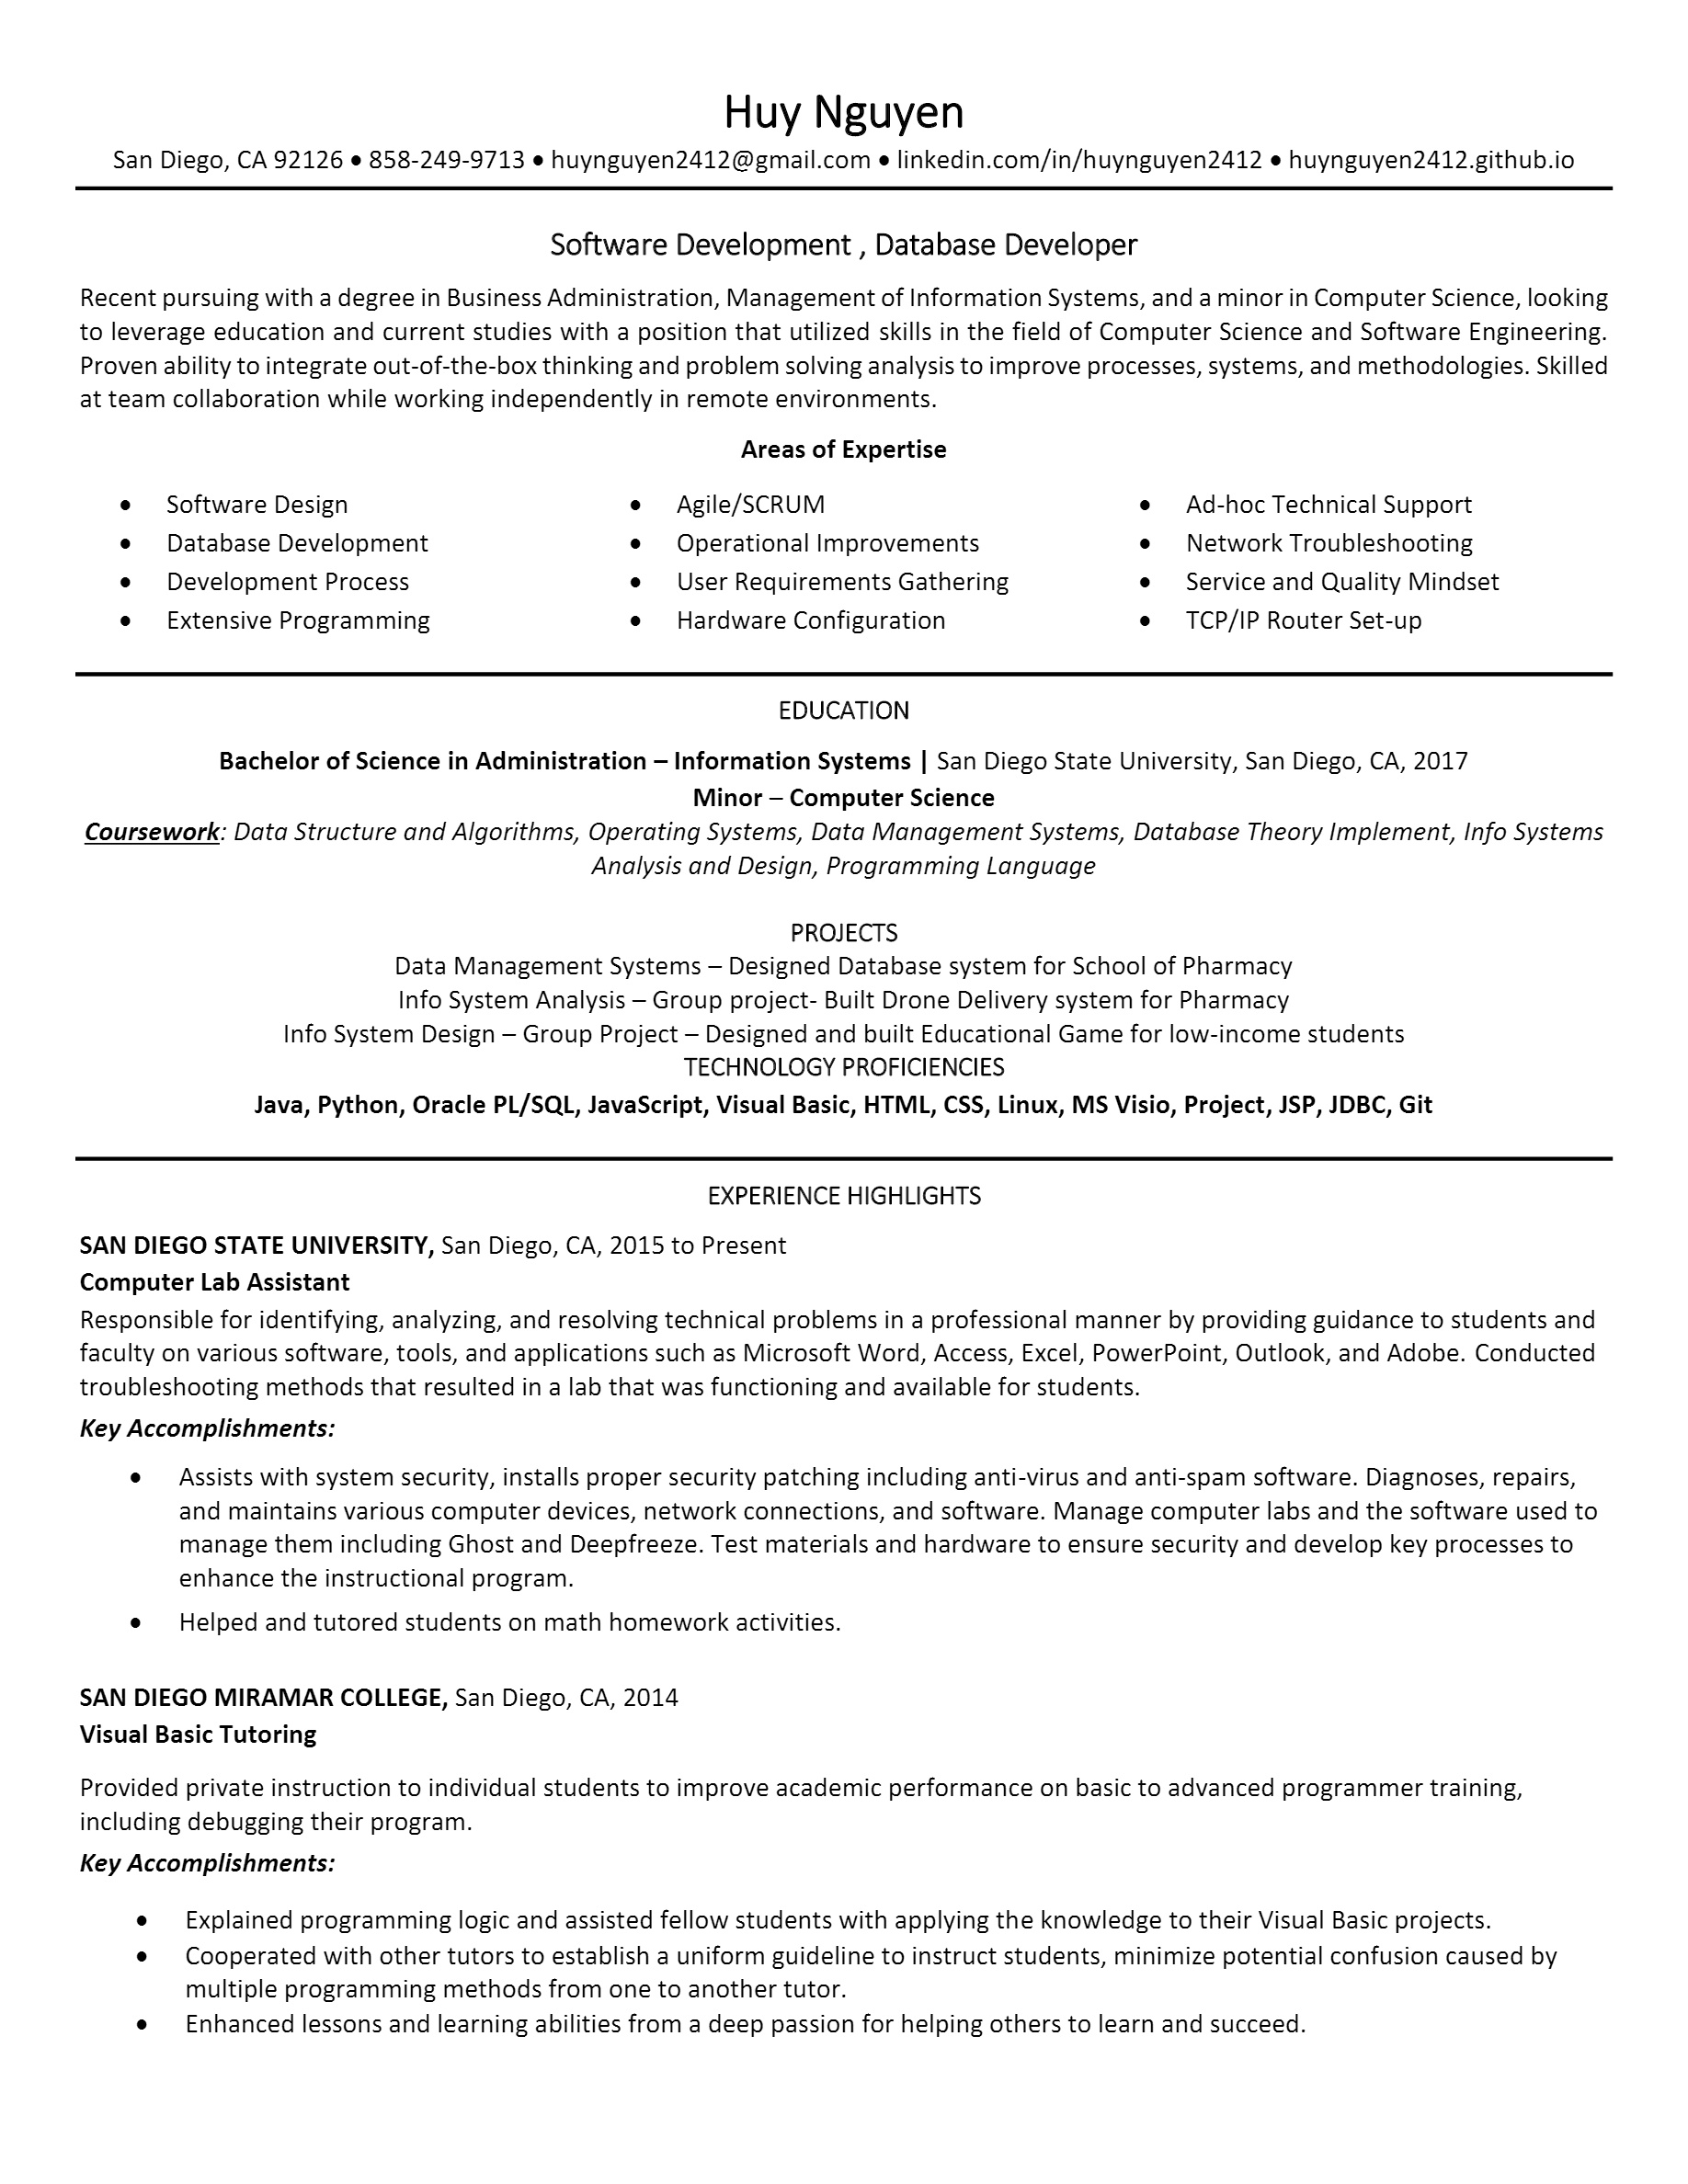 Huy Nguyen
San Diego, CA 92126 • 858-249-9713 • huynguyen2412@gmail.com • linkedin.com/in/huynguyen2412 • huynguyen2412.github.io
Software Development , Database Developer
Recent pursuing with a degree in Business Administration, Management of Information Systems, and a minor in Computer Science, looking
to leverage education and current studies with a position that utilized skills in the field of Computer Science and Software Engineering.
Proven ability to integrate out-of-the-box thinking and problem solving analysis to improve processes, systems, and methodologies. Skilled
at team collaboration while working independently in remote environments.
Areas of Expertise
• Software Design
• Database Development
• Development Process
• Extensive Programming
• Agile/SCRUM
• Operational Improvements
• User Requirements Gathering
• Hardware Configuration
• Ad-hoc Technical Support
• Network Troubleshooting
• Service and Quality Mindset
• TCP/IP Router Set-up
EDUCATION
Bachelor of Science in Administration – Information Systems | San Diego State University, San Diego, CA, 2017
Minor – Computer Science
Coursework: Data Structure and Algorithms, Operating Systems, Data Management Systems, Database Theory Implement, Info Systems
Analysis and Design, Programming Language
PROJECTS
Data Management Systems – Designed Database system for School of Pharmacy
Info System Analysis – Group project- Built Drone Delivery system for Pharmacy
Info System Design – Group Project – Designed and built Educational Game for low-income students
TECHNOLOGY PROFICIENCIES
Java, Python, Oracle PL/SQL, JavaScript, Visual Basic, HTML, CSS, Linux, MS Visio, Project, JSP, JDBC, Git
EXPERIENCE HIGHLIGHTS
SAN DIEGO STATE UNIVERSITY, San Diego, CA, 2015 to Present
Computer Lab Assistant
Responsible for identifying, analyzing, and resolving technical problems in a professional manner by providing guidance to students and
faculty on various software, tools, and applications such as Microsoft Word, Access, Excel, PowerPoint, Outlook, and Adobe. Conducted
troubleshooting methods that resulted in a lab that was functioning and available for students.
Key Accomplishments:
• Assists with system security, installs proper security patching including anti-virus and anti-spam software. Diagnoses, repairs,
and maintains various computer devices, network connections, and software. Manage computer labs and the software used to
manage them including Ghost and Deepfreeze. Test materials and hardware to ensure security and develop key processes to
enhance the instructional program.
• Helped and tutored students on math homework activities.
SAN DIEGO MIRAMAR COLLEGE, San Diego, CA, 2014
Visual Basic Tutoring
Provided private instruction to individual students to improve academic performance on basic to advanced programmer training,
including debugging their program.
Key Accomplishments:
• Explained programming logic and assisted fellow students with applying the knowledge to their Visual Basic projects.
• Cooperated with other tutors to establish a uniform guideline to instruct students, minimize potential confusion caused by
multiple programming methods from one to another tutor.
• Enhanced lessons and learning abilities from a deep passion for helping others to learn and succeed.